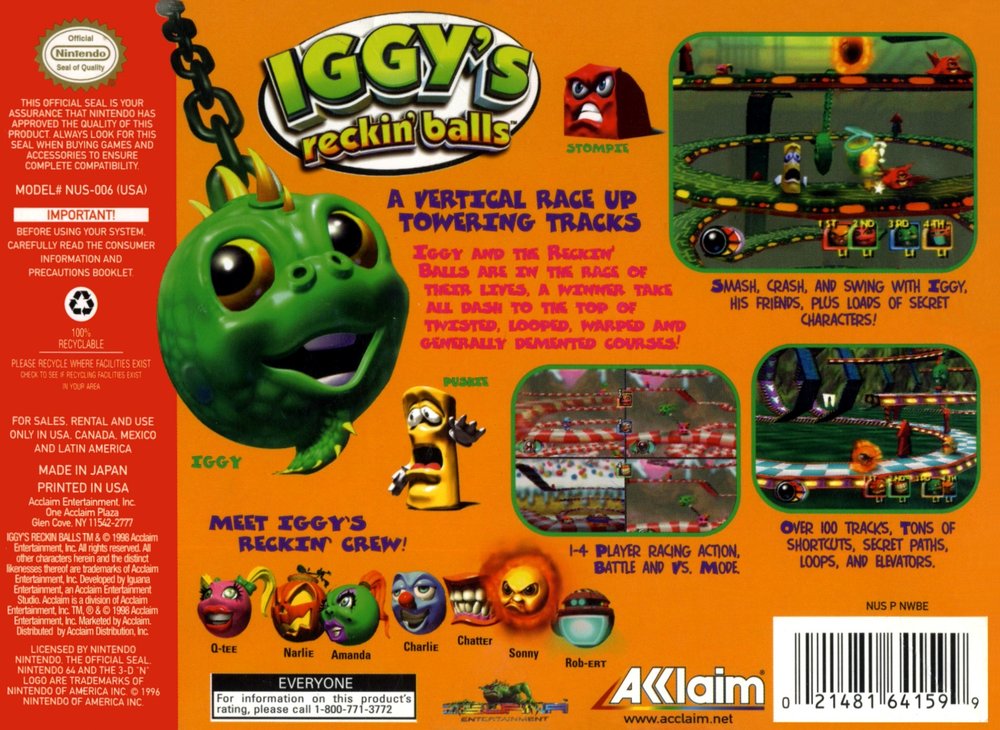 Official
Nintendo
Seal of Quality
THIS OFFICIAL SEAL IS YOUR
ASSURANCE THAT NINTENDO HAS
APPROVED THE QUALITY OF THIS
PRODUCT. ALWAYS LOOK FOR THIS
SEAL WHEN BUYING GAMES AND
ACCESSORIES TO ENSURE
COMPLETE COMPATIBILITY.
MODEL# NUS-006 (USA)
IMPORTANT!
BEFORE USING YOUR SYSTEM.
CAREFULLY READ THE CONSUMER
INFORMATION AND
PRECAUTIONS BOOKLET.
100%
RECYCLABLE
PLEASE RECYCLE WHERE FACILITIES EXIST
CHECK TO SEE IF RECYCLING FACILITIES EXIST
IN YOUR AREA
FOR SALES, RENTAL AND USE
ONLY IN USA, CANADA, MEXICO
AND LATIN AMERICA
MADE IN JAPAN
PRINTED IN USA
Acclaim Entertainment, Inc.
One Acclaim Plaza
Glen Cove, NY 11542-2777
IGGY'S RECKIN BALLS TM & © 1998 Acclaim
Entertainment, Inc. All rights reserved. All
other characters herein and the distinct
likenesses thereof are trademarks of Acclaim
Entertainment, Inc. Developed by Iguana
Entertainment, an Acclaim Entertainment
Studio. Acclaim is a division of Acclaim
Entertainment, Inc. TM, ® & © 1998 Acclaim
Entertainment, Inc. Marketed by Acclaim.
Distributed by Acclaim Distribution, Inc.
LICENSED BY NINTENDO
NINTENDO, THE OFFICIAL SEAL,
NINTENDO 64 AND THE 3-D "N"
LOGO ARE TRADEMARKS OF
NINTENDO OF AMERICA INC. © 1996
NINTENDO OF AMERICA INC.
IGGY'S
reckin' balls™
STOMPIE
A VERTICAL RACE UP
TOWERING TRACKS
IGGY AND THE RECKIN'
BALLS ARE IN THE RACE OF
THEIR LIVES, A WINNER TAKE
ALL DASH TO THE TOP OF
TWISTED, LOOPED, WARPED AND
GENERALLY DEMENTED COURSES!
1ST 2ND 3RD 4TH
L1 L1 L1 L1
SMASH, CRASH, AND SWING WITH IGGY,
HIS FRIENDS, PLUS LOADS OF SECRET
CHARACTERS!
PUSHIE
IGGY
1-4 PLAYER RACING ACTION,
BATTLE AND VS. MODE.
OVER 100 TRACKS, TONS OF
SHORTCUTS, SECRET PATHS,
LOOPS, AND ELEVATORS.
MEET IGGY'S
RECKIN' CREW!
Q-TEE
Narlie
Amanda
Charlie
Chatter
Sonny
Rob-ERT
EVERYONE
For information on this product's
rating, please call 1-800-771-3772
IGUANA
ENTERTAINMENT
AKKlaim®
www.acclaim.net
NUS P NWBE
0 21481 64159 9